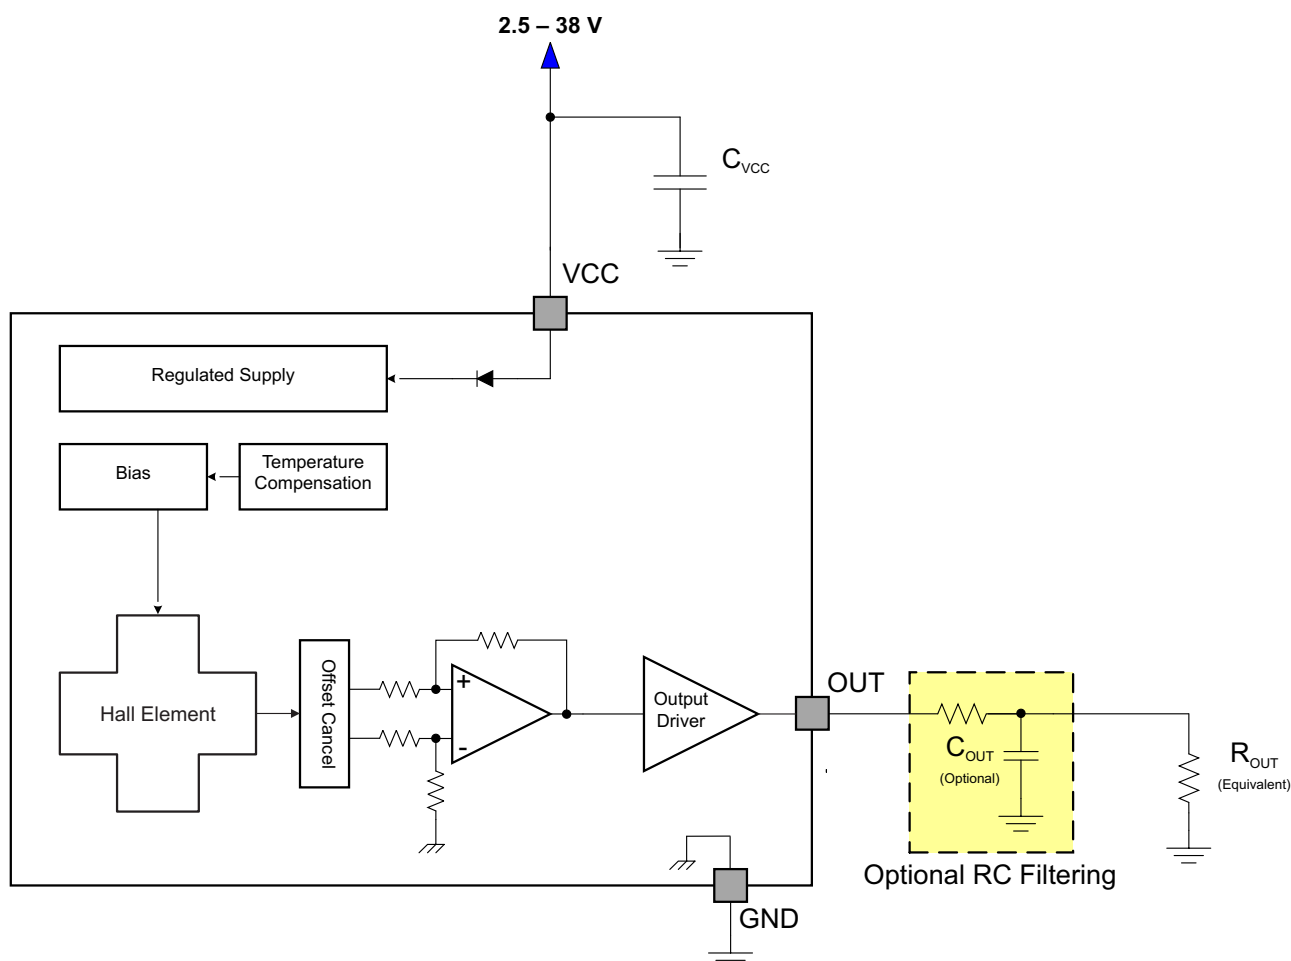 2.5 – 38 V
CVCC
VCC
Regulated Supply
Bias
Temperature
Compensation
Hall Element
Offset Cancel
+
-
Output
Driver
OUT
COUT
(Optional)
ROUT
(Equivalent)
Optional RC Filtering
GND